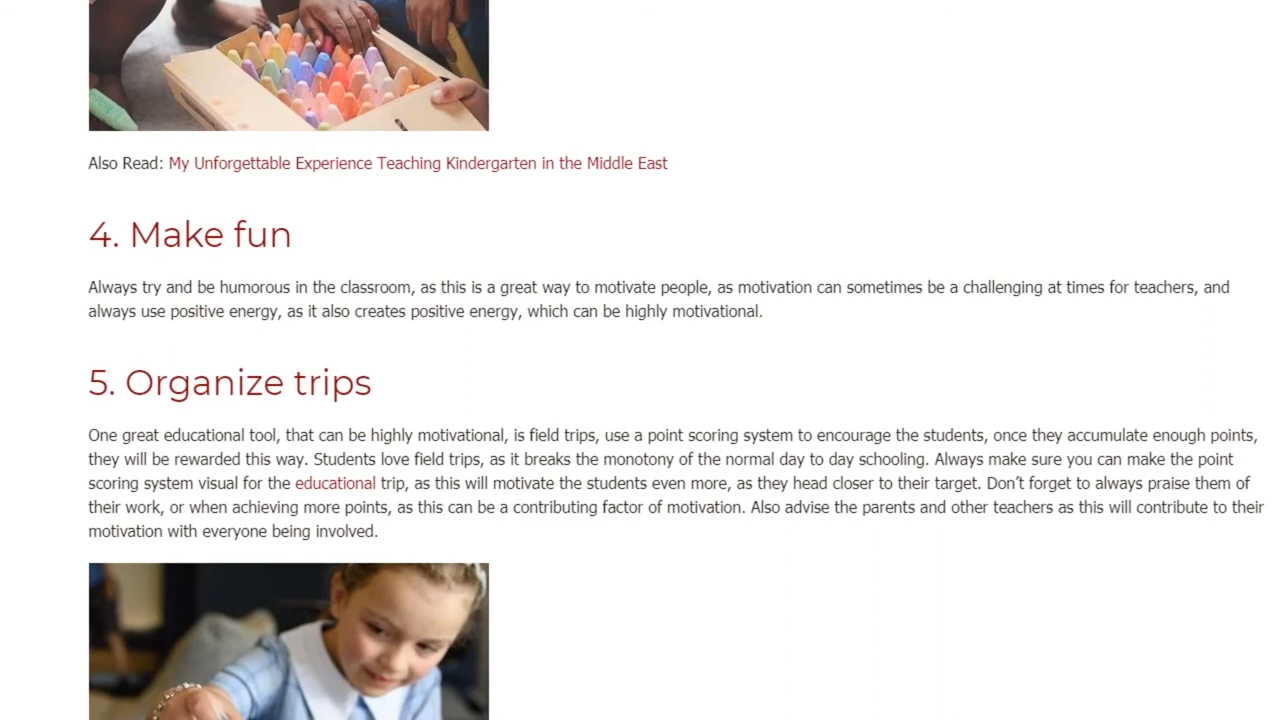 Also Read: My Unforgettable Experience Teaching Kindergarten in the Middle East
4. Make fun
Always try and be humorous in the classroom, as this is a great way to motivate people, as motivation can sometimes be a challenging at times for teachers, and
always use positive energy, as it also creates positive energy, which can be highly motivational.
5. Organize trips
One great educational tool, that can be highly motivational, is field trips, use a point scoring system to encourage the students, once they accumulate enough points,
they will be rewarded this way. Students love field trips, as it breaks the monotony of the normal day to day schooling. Always make sure you can make the point
scoring system visual for the educational trip, as this will motivate the students even more, as they head closer to their target. Don’t forget to always praise them of
their work, or when achieving more points, as this can be a contributing factor of motivation. Also advise the parents and other teachers as this will contribute to their
motivation with everyone being involved.